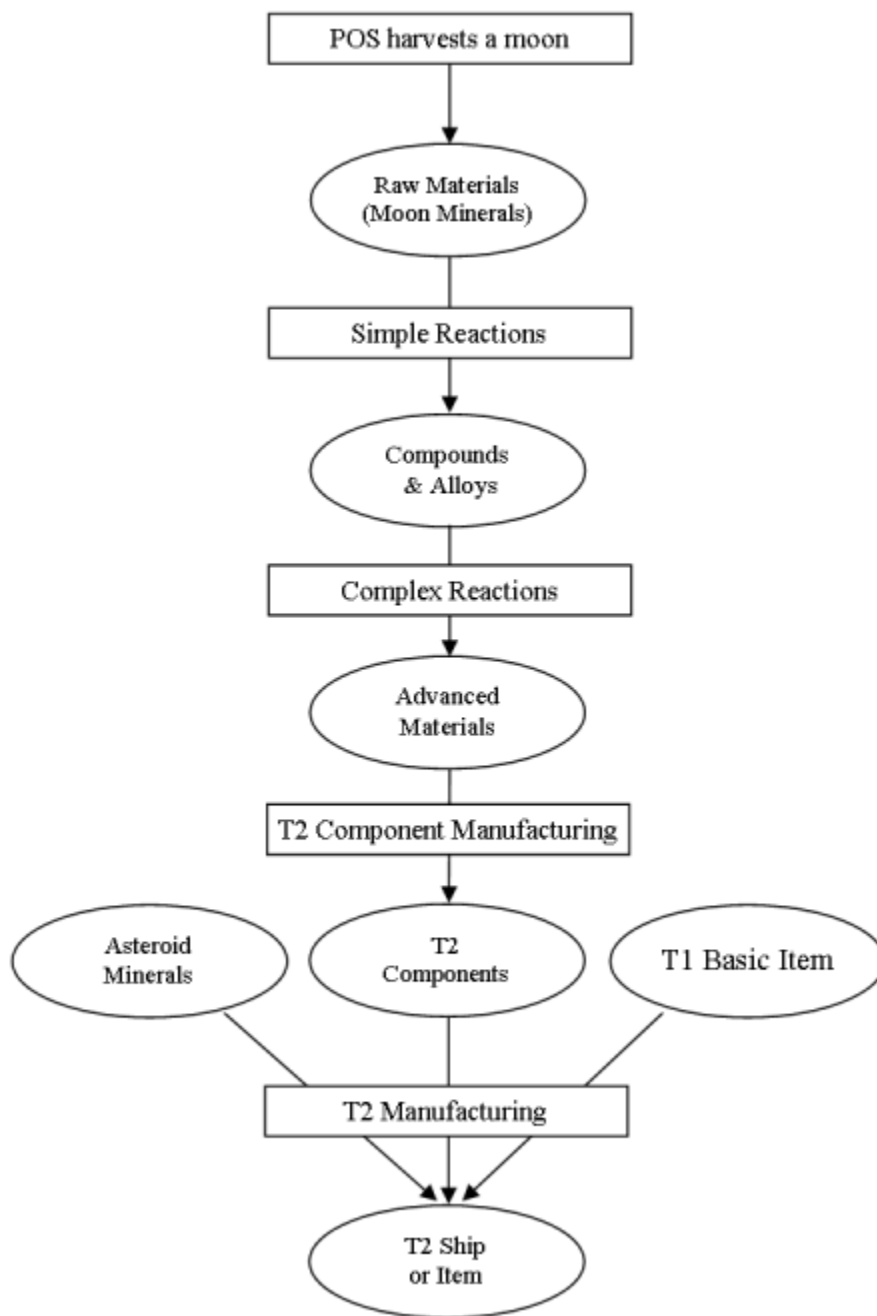 POS harvests a moon
Raw Materials
(Moon Minerals)
Simple Reactions
Compounds
& Alloys
Complex Reactions
Advanced
Materials
T2 Component Manufacturing
Asteroid
Minerals
T2
Components
T1 Basic Item
T2 Manufacturing
T2 Ship
or Item